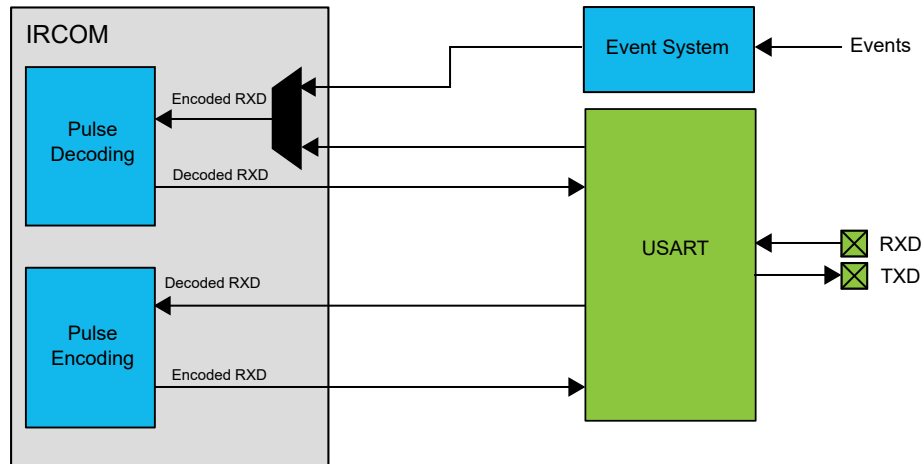 IRCOM
Event System
Events
Encoded RXD
Pulse
Decoding
Decoded RXD
USART
RXD
TXD
Decoded RXD
Pulse
Encoding
Encoded RXD